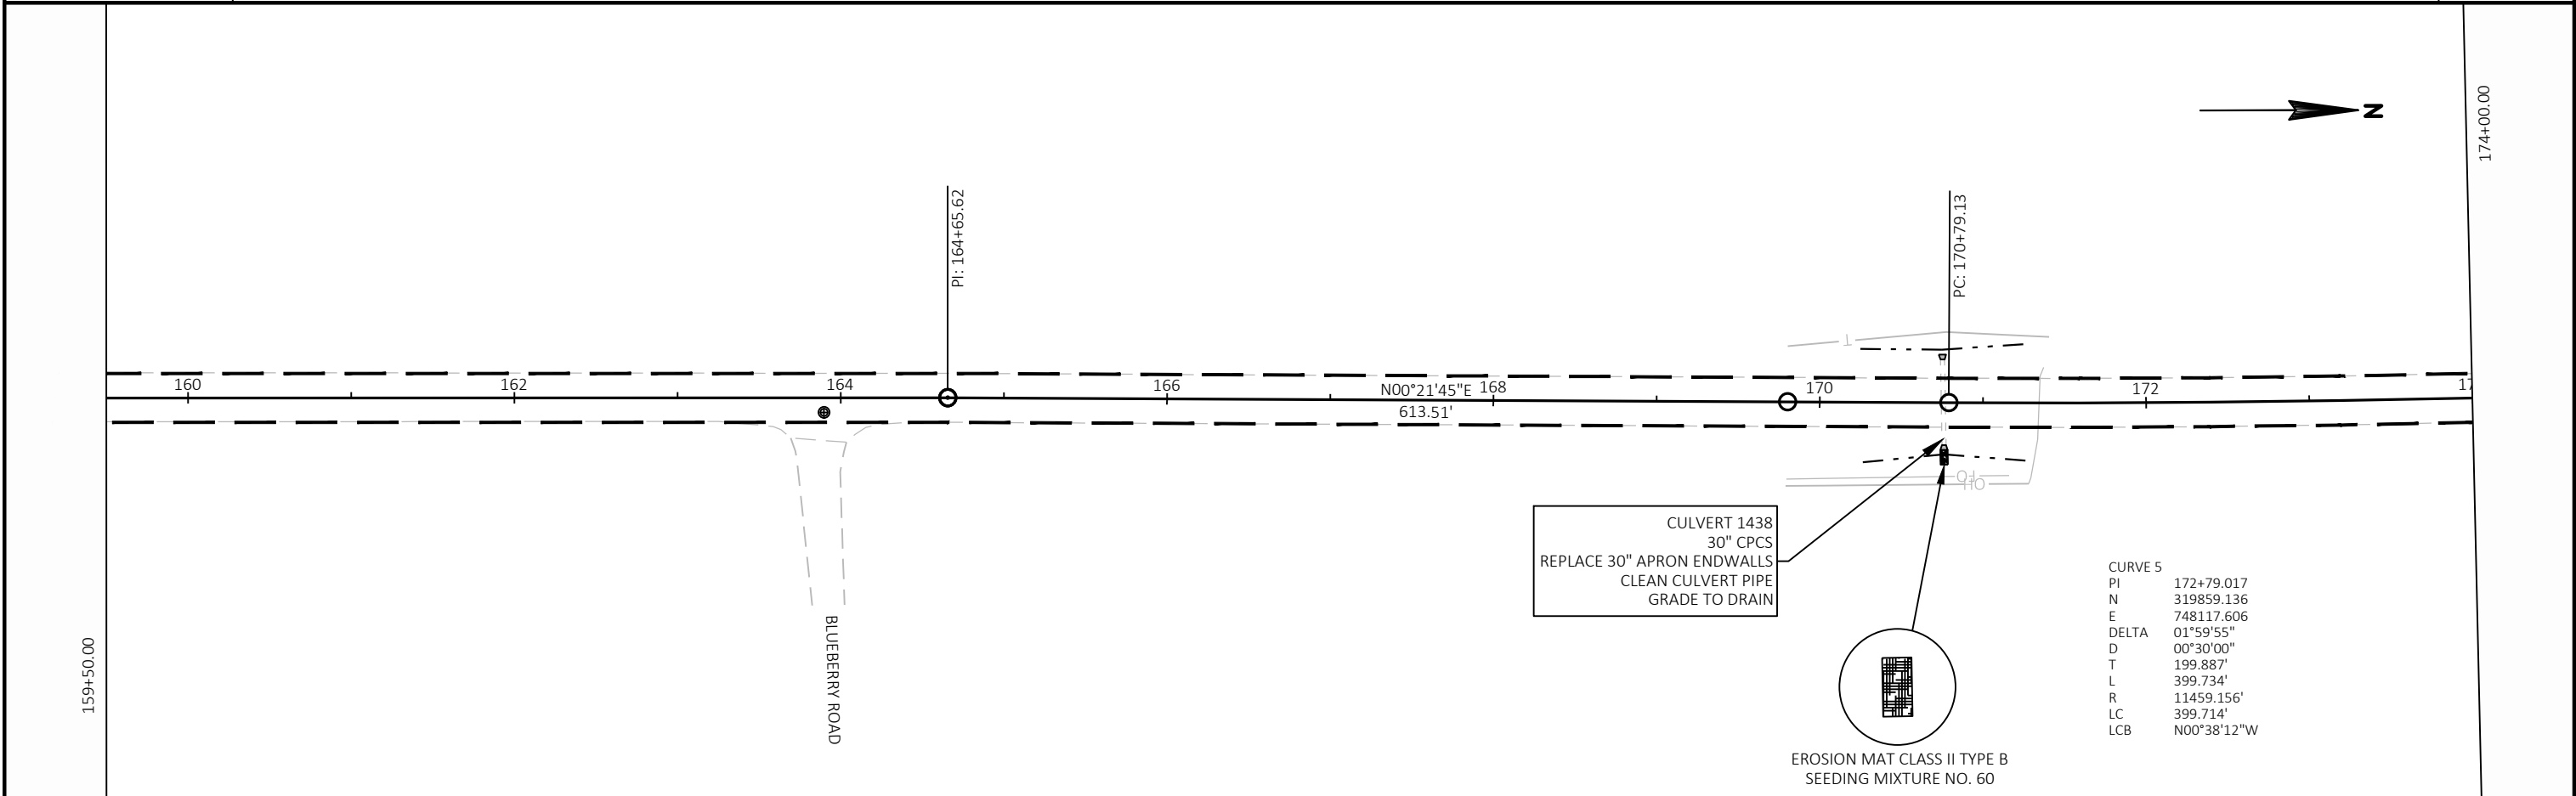 N
174+00.00
PI: 164+65.62
PC: 170+79.13
T
160
162
164
166
N00°21'45"E
168
170
172
17
613.51'
OH
OH
CULVERT 1438
30" CPCS
REPLACE 30" APRON ENDWALLS
CLEAN CULVERT PIPE
GRADE TO DRAIN
159+50.00
BLUEBERRY ROAD
CURVE 5
PI 172+79.017
N 319859.136
E 748117.606
DELTA 01°59'55"
D 00°30'00"
T 199.887'
L 399.734'
R 11459.156'
LC 399.714'
LCB N00°38'12"W
EROSION MAT CLASS II TYPE B
SEEDING MIXTURE NO. 60